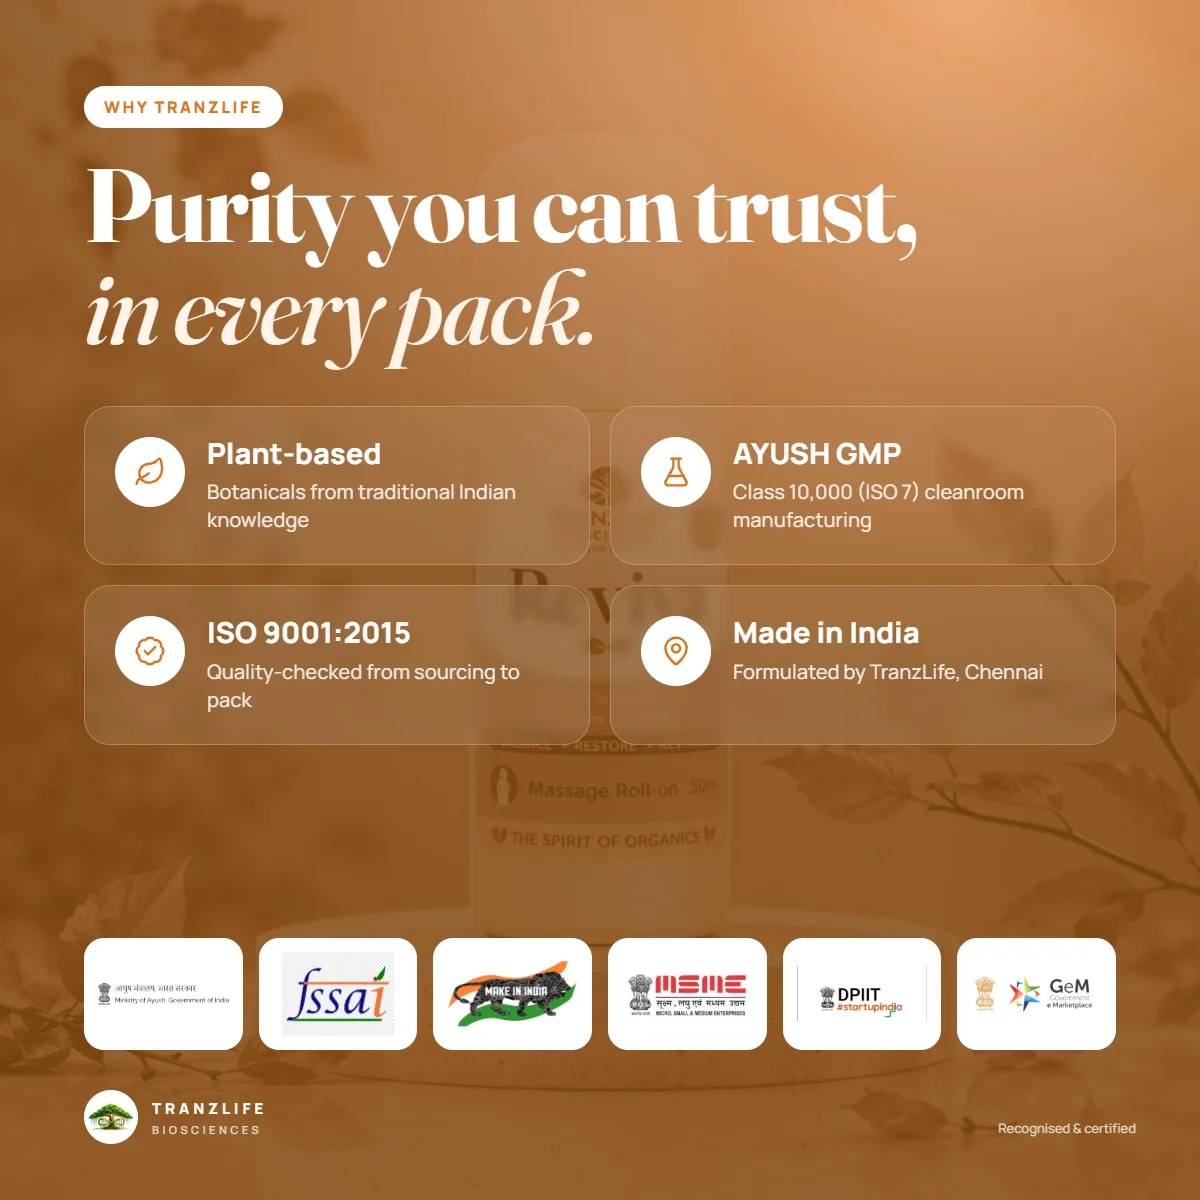 WHY TRANZLIFE
Purity you can trust,
in every pack.
Plant-based
Botanicals from traditional Indian
knowledge
AYUSH GMP
Class 10,000 (ISO 7) cleanroom
manufacturing
ISO 9001:2015
Quality-checked from sourcing to
pack
Made in India
Formulated by TranzLife, Chennai
RESTORE
Massage Roll-on 50ml
THE SPIRIT OF ORGANICS
आयुष मंत्रालय, भारत सरकार
Ministry of Ayush, Government of India
fssai
MAKE IN INDIA
MSME
सूक्ष्म, लघु एवं मध्यम उद्यम
MICRO, SMALL & MEDIUM ENTERPRISES
DPIIT
#startupindia
GeM
Government
e Marketplace
TRANZLIFE
BIOSCIENCES
Recognised & certified